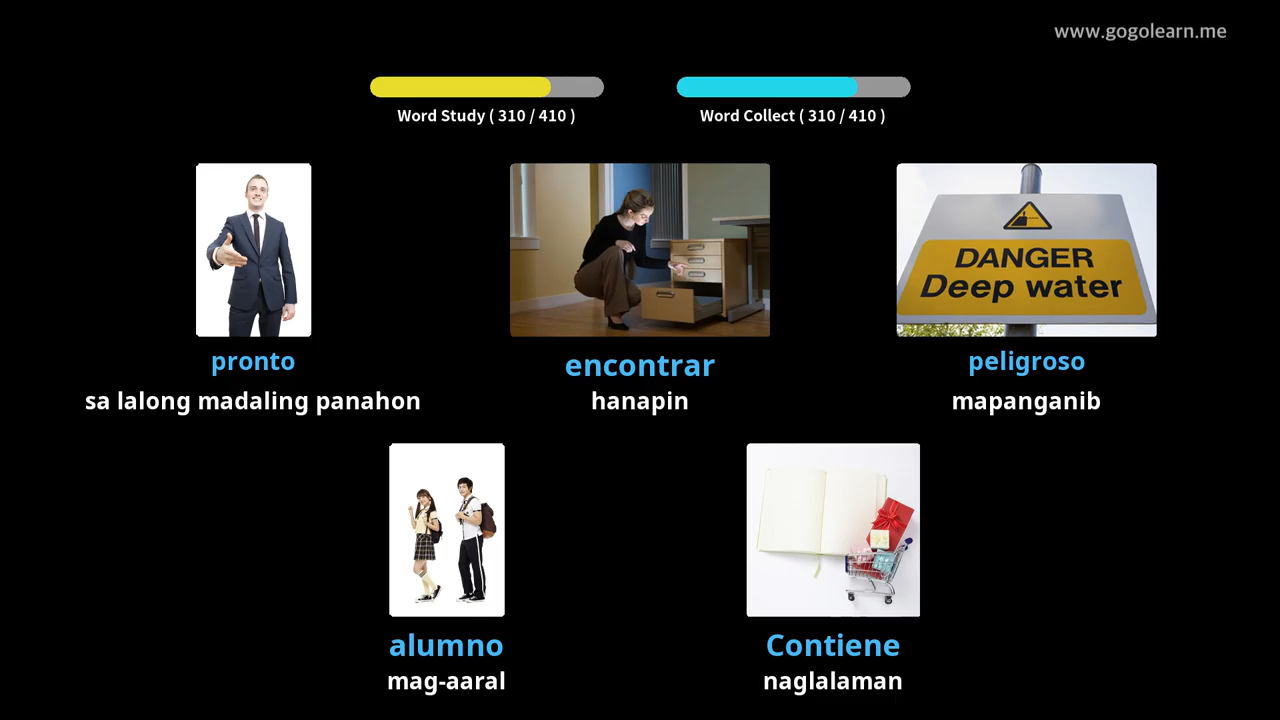 www.gogolearn.me
Word Study ( 310 / 410 )
Word Collect ( 310 / 410 )
DANGER
Deep water
pronto
encontrar
peligroso
sa lalong madaling panahon
hanapin
mapanganib
alumno
Contiene
mag-aaral
naglalaman